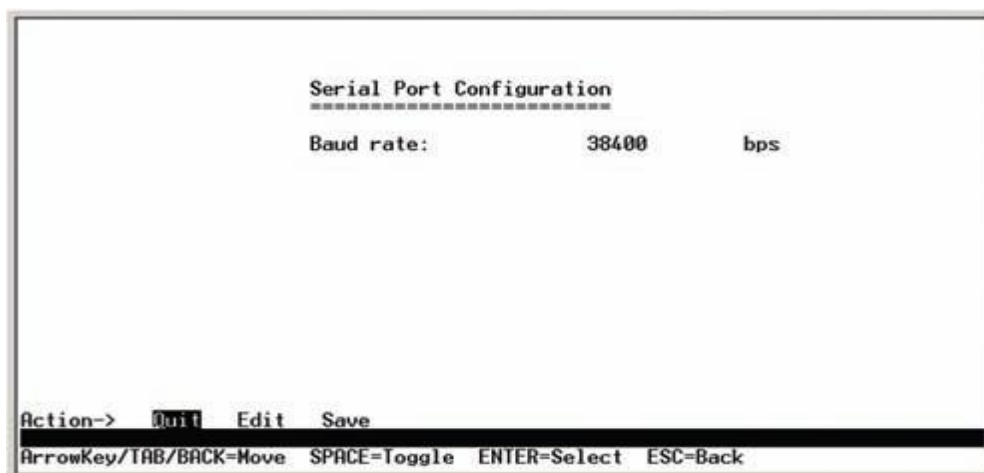 Serial Port Configuration
=========================
Baud rate: 38400 bps
Action-> Quit Edit Save
ArrowKey/TAB/BACK=Move SPACE=Toggle ENTER=Select ESC=Back